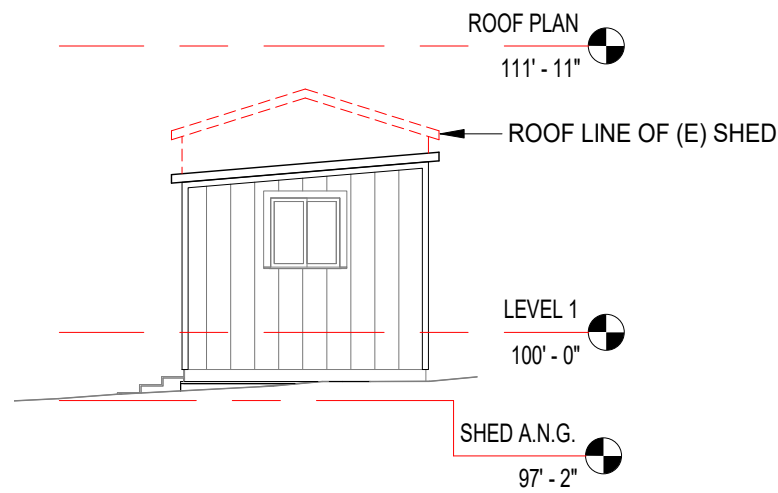 ROOF PLAN
111' - 11"
ROOF LINE OF (E) SHED
LEVEL 1
100' - 0"
SHED A.N.G.
97' - 2"